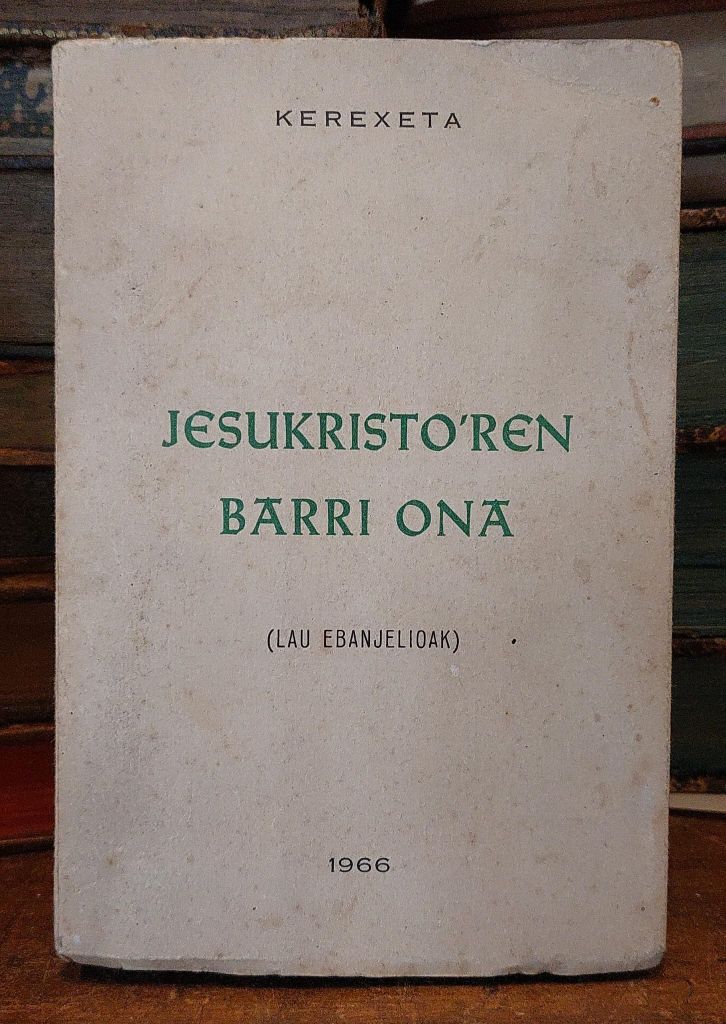 KEREXETA
JESUKRISTO'REN
BARRI ONA
(LAU EBANJELIOAK)
1966